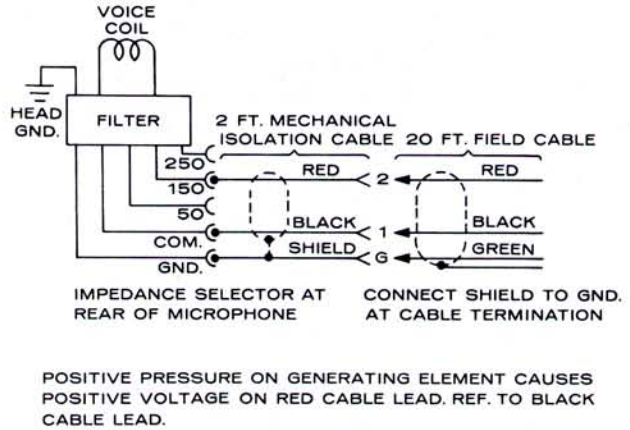 VOICE
COIL
HEAD
GND.
FILTER
2 FT. MECHANICAL
ISOLATION CABLE
20 FT. FIELD CABLE
250
150
50
COM.
GND.
RED
BLACK
SHIELD
2
1
G
RED
BLACK
GREEN
IMPEDANCE SELECTOR AT
REAR OF MICROPHONE
CONNECT SHIELD TO GND.
AT CABLE TERMINATION
POSITIVE PRESSURE ON GENERATING ELEMENT CAUSES
POSITIVE VOLTAGE ON RED CABLE LEAD. REF. TO BLACK
CABLE LEAD.